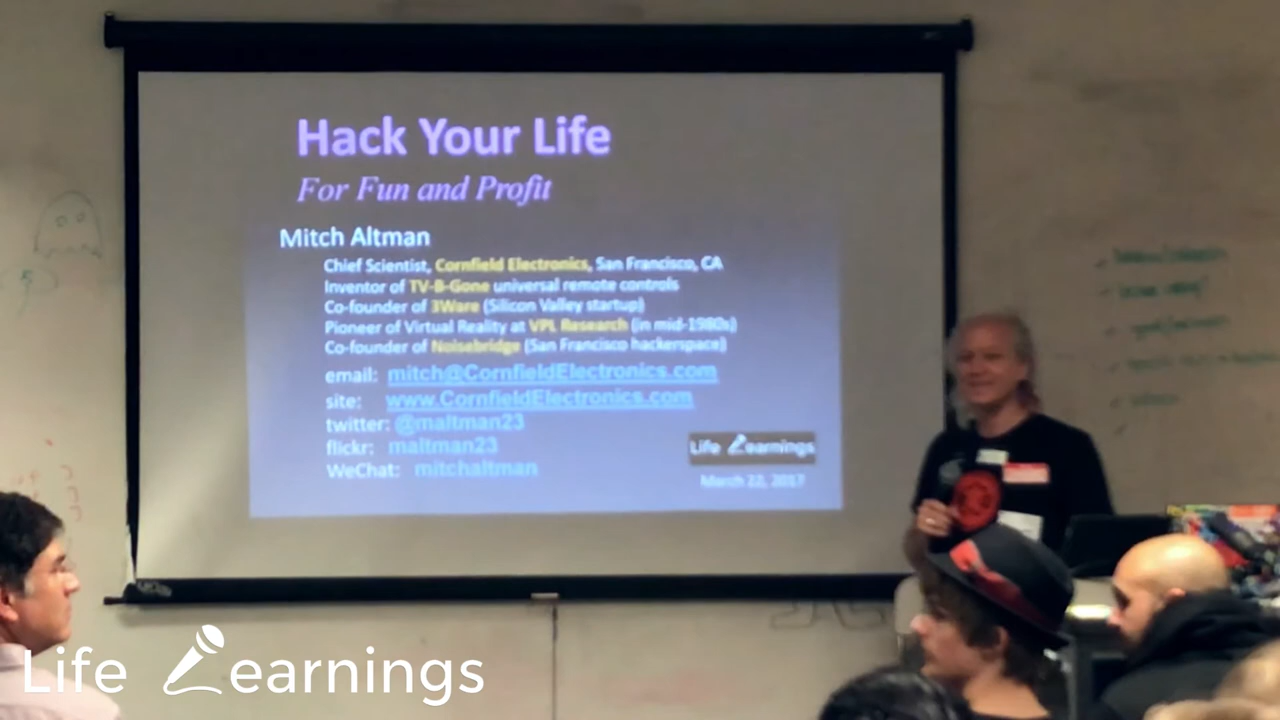 Hack Your Life
For Fun and Profit
Mitch Altman
Chief Scientist, Cornfield Electronics, San Francisco, CA
Inventor of TV-B-Gone universal remote controls
Co-founder of 3Ware (Silicon Valley startup)
Pioneer of Virtual Reality at VPL Research (in mid-1980s)
Co-founder of Noisebridge (San Francisco hackerspace)
email: mitch@CornfieldElectronics.com
site: www.CornfieldElectronics.com
twitter: @maltman23
flickr: maltman23
WeChat: mitchaltman
Life Learnings
March 22, 2017
Life Learnings